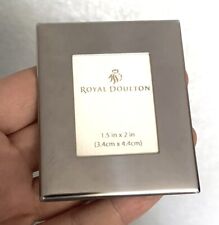 ROYAL DOULTON
1.5 in x 2 in
(3.4cm x 4.4cm)